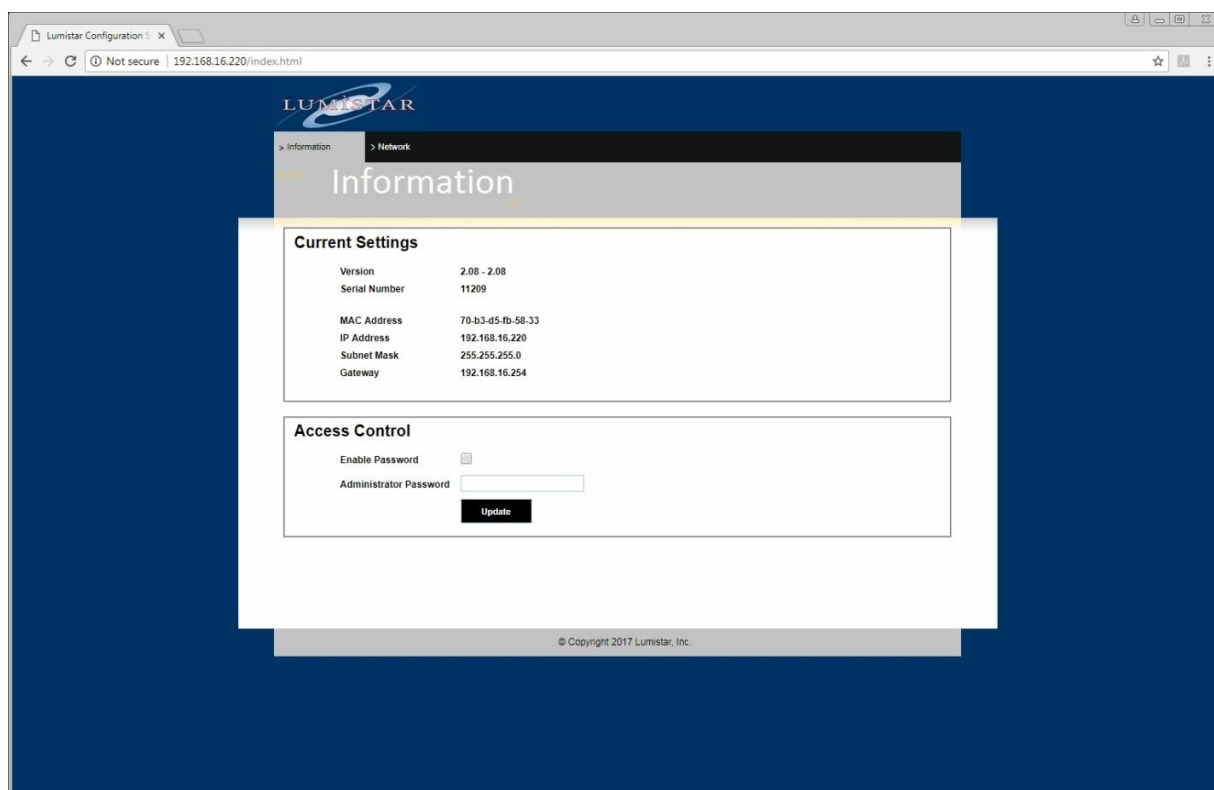 Lumistar Configuration S
Not secure | 192.168.16.220/index.html
LUMISTAR
> Information > Network
Information
Current Settings
Version 2.08 - 2.08
Serial Number 11209
MAC Address 70-b3-d5-fb-58-33
IP Address 192.168.16.220
Subnet Mask 255.255.255.0
Gateway 192.168.16.254
Access Control
Enable Password
Administrator Password
Update
© Copyright 2017 Lumistar, Inc.